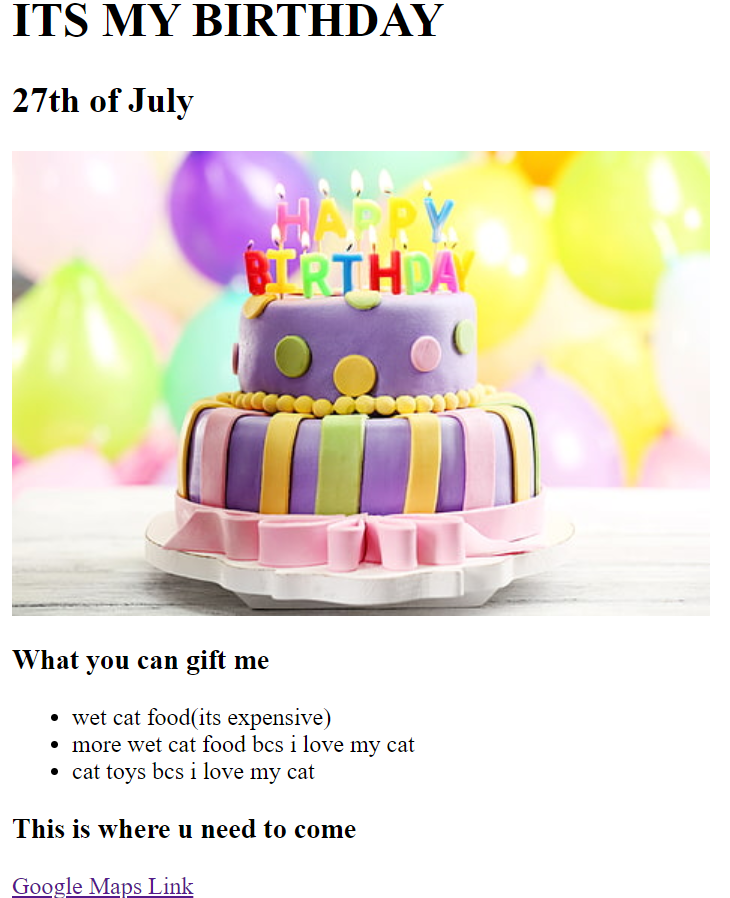 ITS MY BIRTHDAY
27th of July
HAPPY
BIRTHDAY
What you can gift me
wet cat food(its expensive)
more wet cat food bcs i love my cat
cat toys bcs i love my cat
This is where u need to come
Google Maps Link